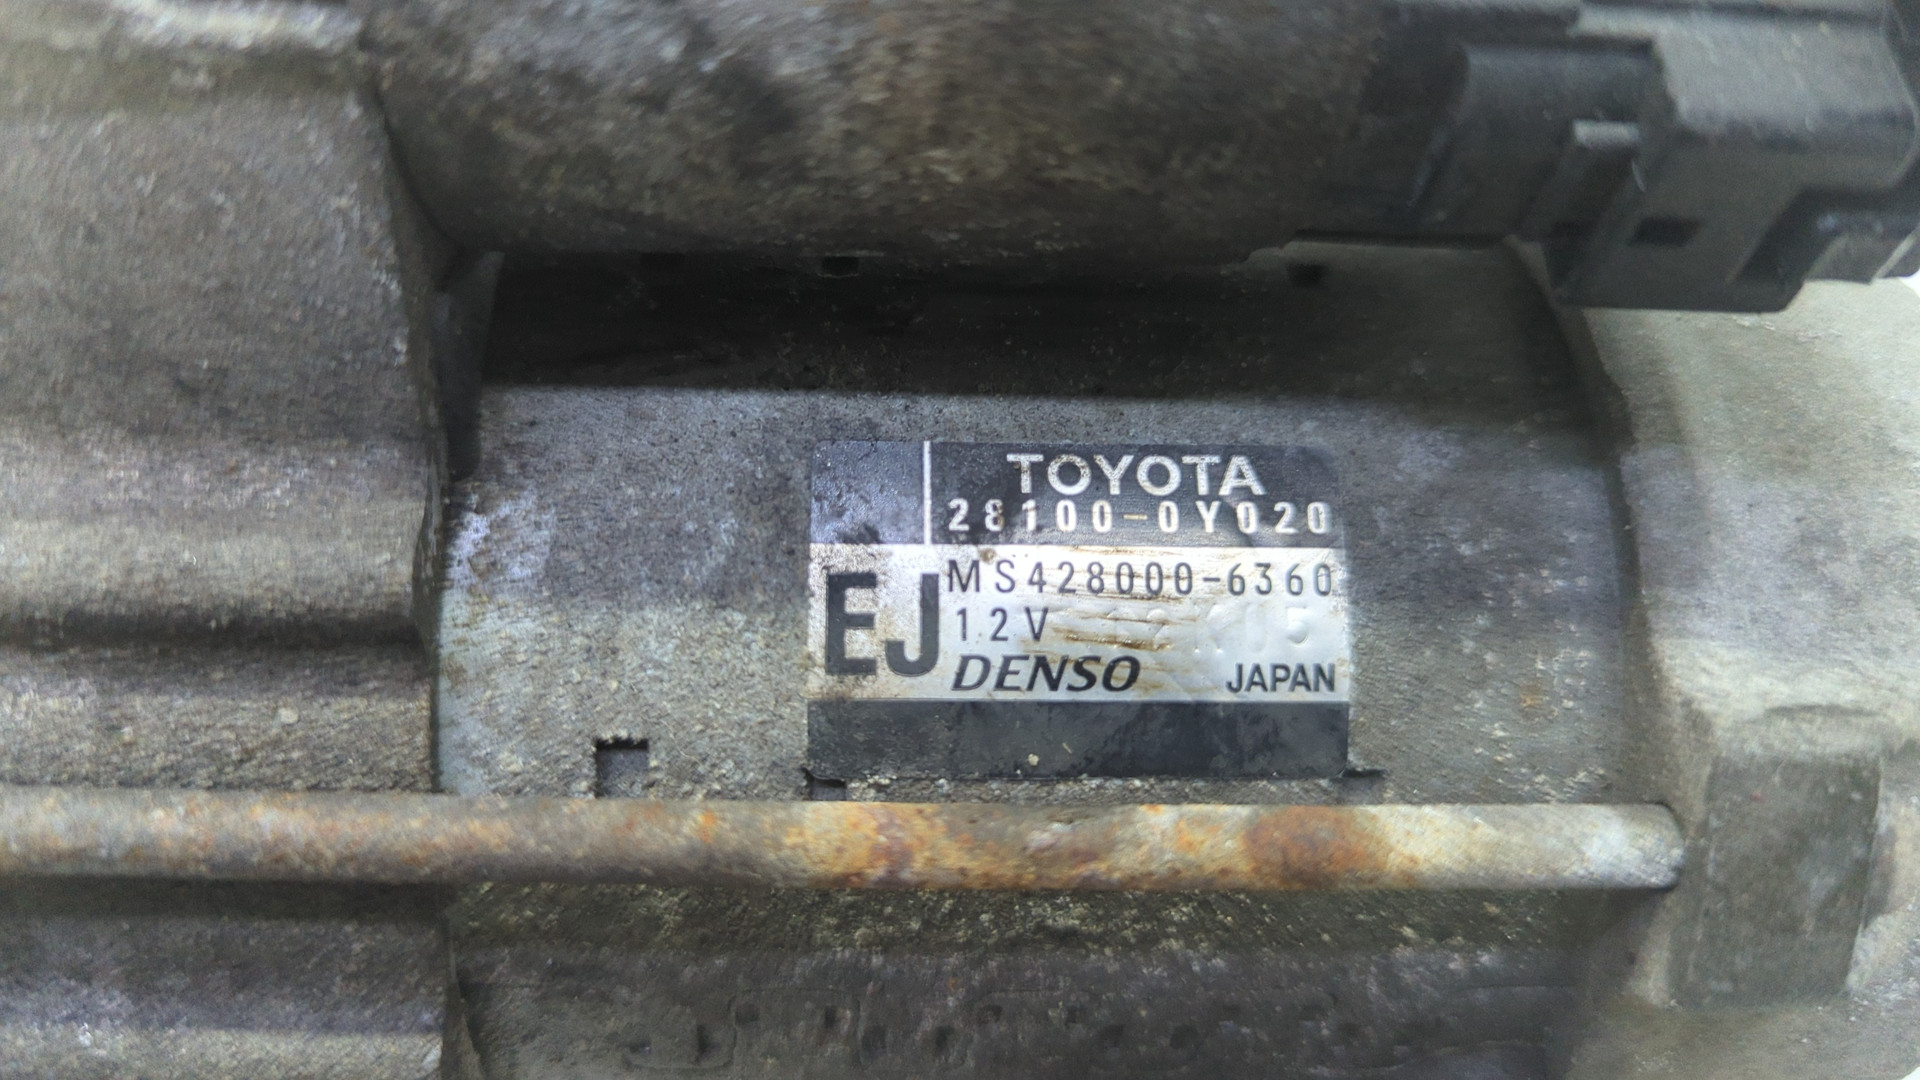 TOYOTA
28100-0Y020
EJ
MS428000-6360
12V
DENSO JAPAN